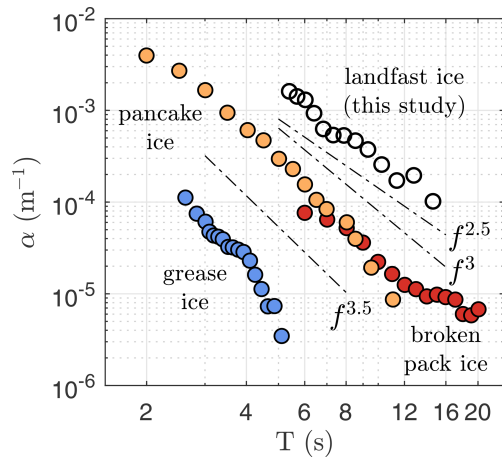 10⁻²
10⁻³
10⁻⁴
10⁻⁵
10⁻⁶
α (m⁻¹)
landfast ice
(this study)
pancake
ice
grease
ice
f^2.5
f^3
f^3.5
broken
pack ice
2 4 6 8 12 16 20
T (s)